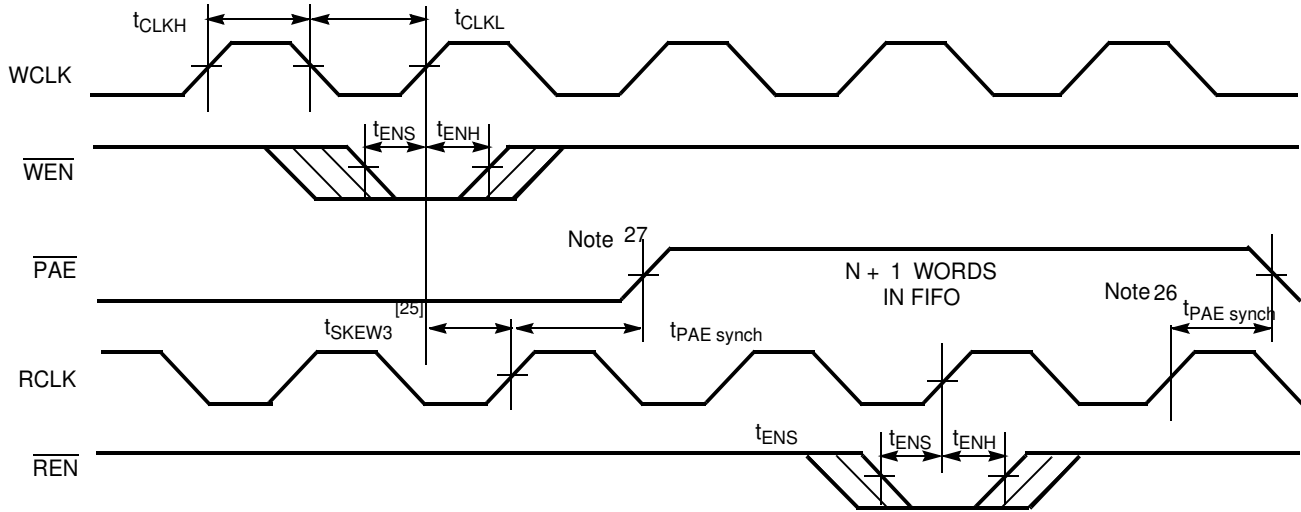 tCLKH
tCLKL
WCLK
tENS
tENH
WEN
Note 27
PAE
N + 1 WORDS
IN FIFO
Note 26
[25]
tSKEW3
tPAE synch
tPAE synch
RCLK
tENS
tENS
tENH
REN